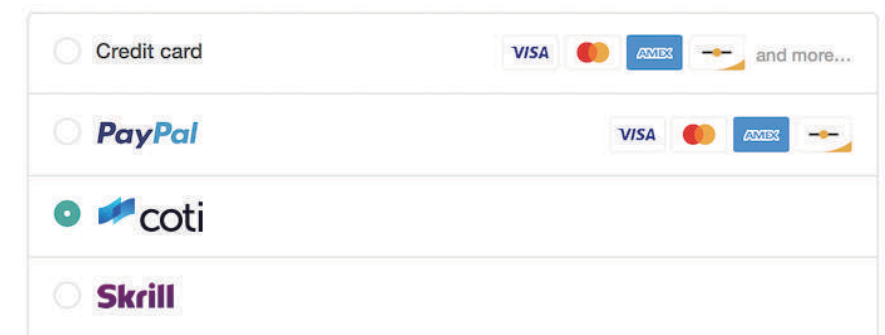 Credit card VISA AMEX and more...
PayPal VISA AMEX
coti
Skrill